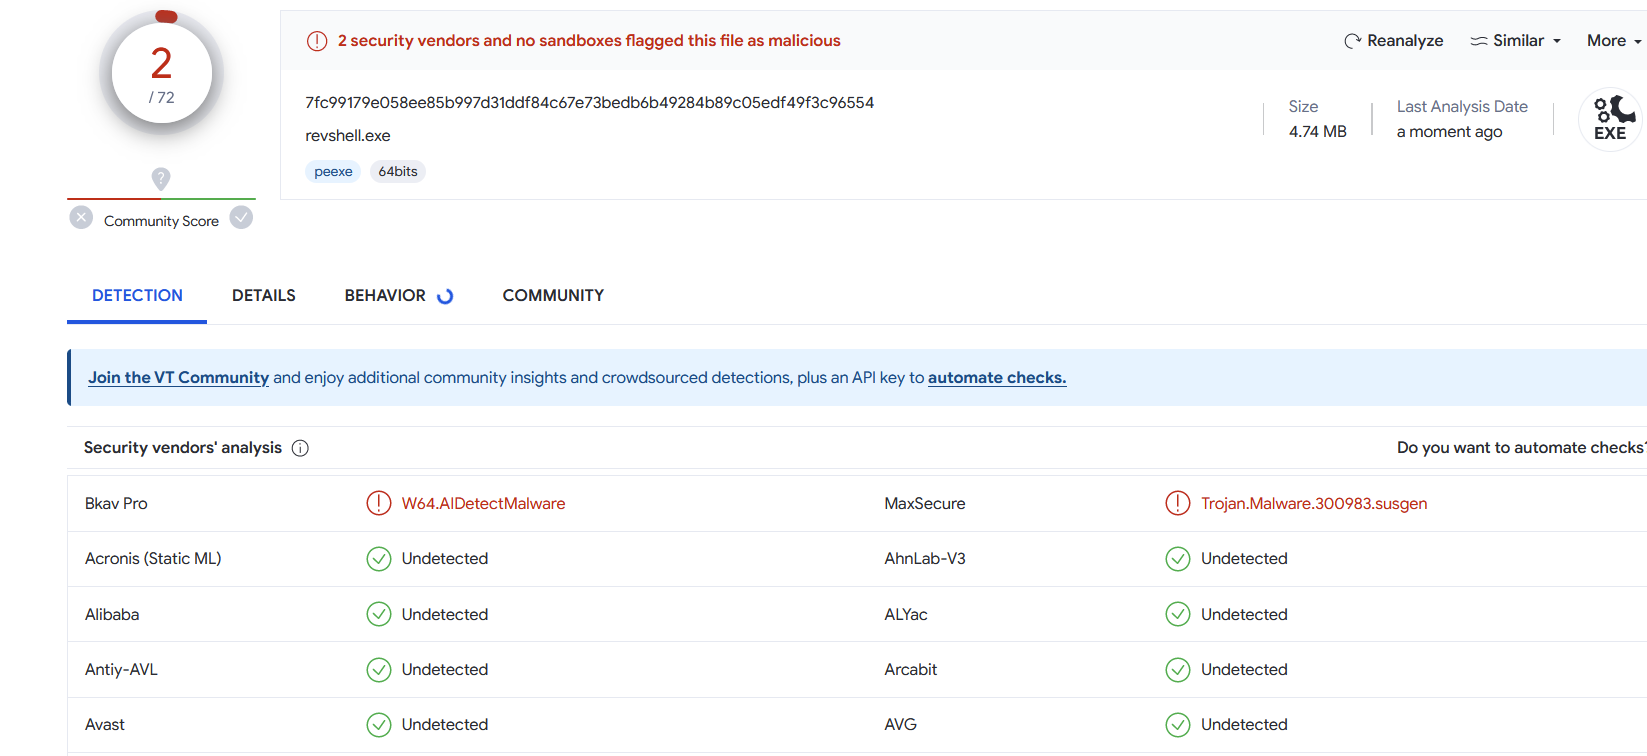 2
/ 72
Community Score
2 security vendors and no sandboxes flagged this file as malicious
Reanalyze
Similar
More
7fc99179e058ee85b997d31ddf84c67e73bedb6b49284b89c05edf49f3c96554
revshell.exe
peexe
64bits
Size
4.74 MB
Last Analysis Date
a moment ago
EXE
DETECTION
DETAILS
BEHAVIOR
COMMUNITY
Join the VT Community and enjoy additional community insights and crowdsourced detections, plus an API key to automate checks.
Security vendors' analysis
Do you want to automate checks?
Bkav Pro
W64.AIDetectMalware
MaxSecure
Trojan.Malware.300983.susgen
Acronis (Static ML)
Undetected
AhnLab-V3
Undetected
Alibaba
Undetected
ALYac
Undetected
Antiy-AVL
Undetected
Arcabit
Undetected
Avast
Undetected
AVG
Undetected